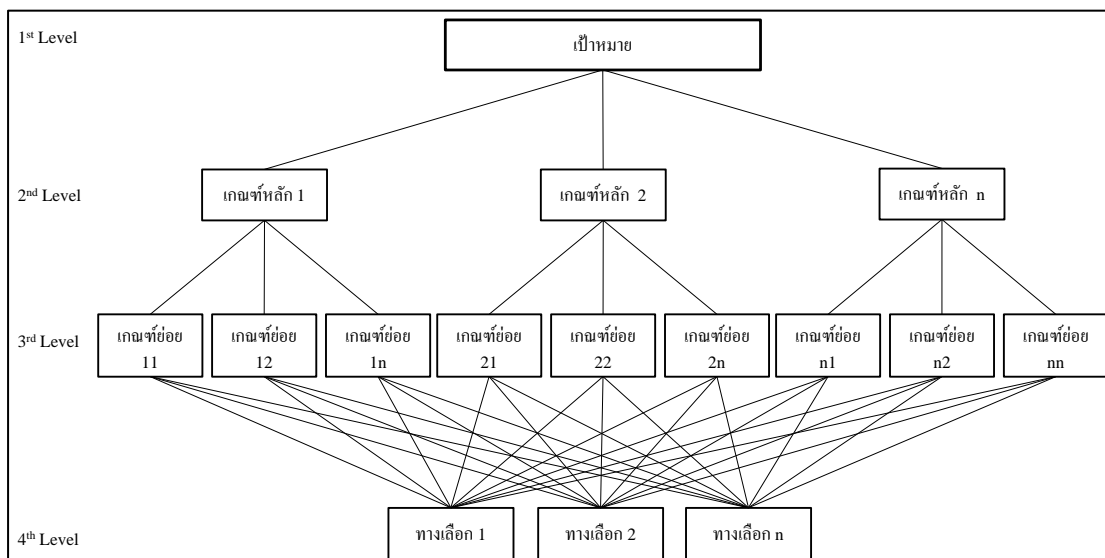 1st Level
เป้าหมาย
2nd Level
เกณฑ์หลัก 1
เกณฑ์หลัก 2
เกณฑ์หลัก n
3rd Level
เกณฑ์ย่อย
11
เกณฑ์ย่อย
12
เกณฑ์ย่อย
1n
เกณฑ์ย่อย
21
เกณฑ์ย่อย
22
เกณฑ์ย่อย
2n
เกณฑ์ย่อย
n1
เกณฑ์ย่อย
n2
เกณฑ์ย่อย
nn
4th Level
ทางเลือก 1
ทางเลือก 2
ทางเลือก n